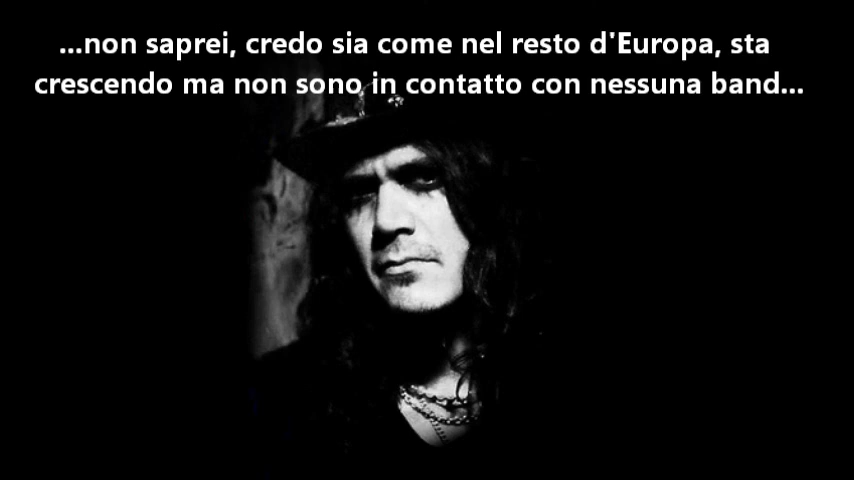 ...non saprei, credo sia come nel resto d'Europa, sta
crescendo ma non sono in contatto con nessuna band...